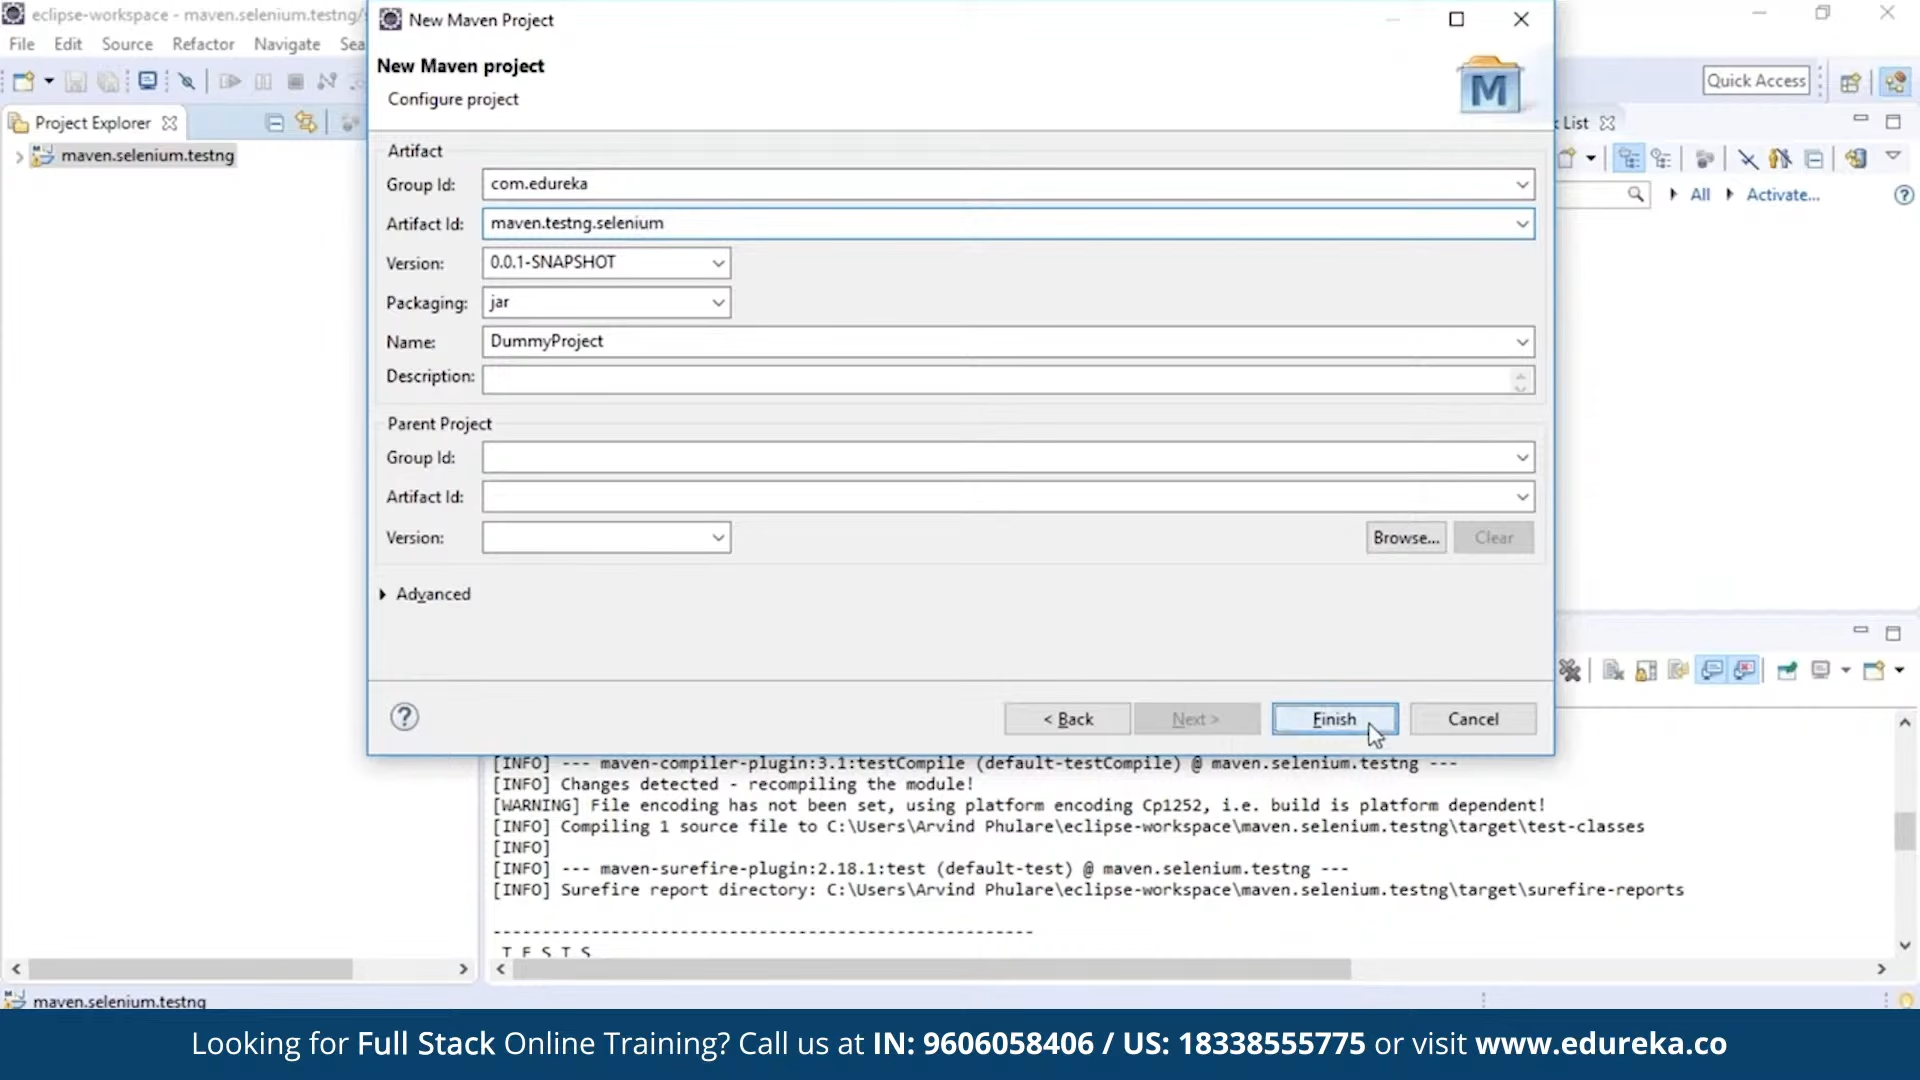 eclipse-workspace - maven.selenium.testng/
New Maven Project
File Edit Source Refactor Navigate Sea
New Maven project
Configure project
M
Quick Access
Project Explorer
List
maven.selenium.testng
All Activate...
Artifact
Group Id: com.edureka
Artifact Id: maven.testng.selenium
Version: 0.0.1-SNAPSHOT
Packaging: jar
Name: DummyProject
Description:
Parent Project
Group Id:
Artifact Id:
Version:
Browse... Clear
Advanced
< Back Next > Finish Cancel
[INFO] --- maven-compiler-plugin:3.1:testCompile (default-testCompile) @ maven.selenium.testng ---
[INFO] Changes detected - recompiling the module!
[WARNING] File encoding has not been set, using platform encoding Cp1252, i.e. build is platform dependent!
[INFO] Compiling 1 source file to C:\Users\Arvind Phulare\eclipse-workspace\maven.selenium.testng\target\test-classes
[INFO]
[INFO] --- maven-surefire-plugin:2.18.1:test (default-test) @ maven.selenium.testng ---
[INFO] Surefire report directory: C:\Users\Arvind Phulare\eclipse-workspace\maven.selenium.testng\target\surefire-reports
-------------------------------------------------------
T E S T S
maven.selenium.testng
Looking for Full Stack Online Training? Call us at IN: 9606058406 / US: 18338555775 or visit www.edureka.co